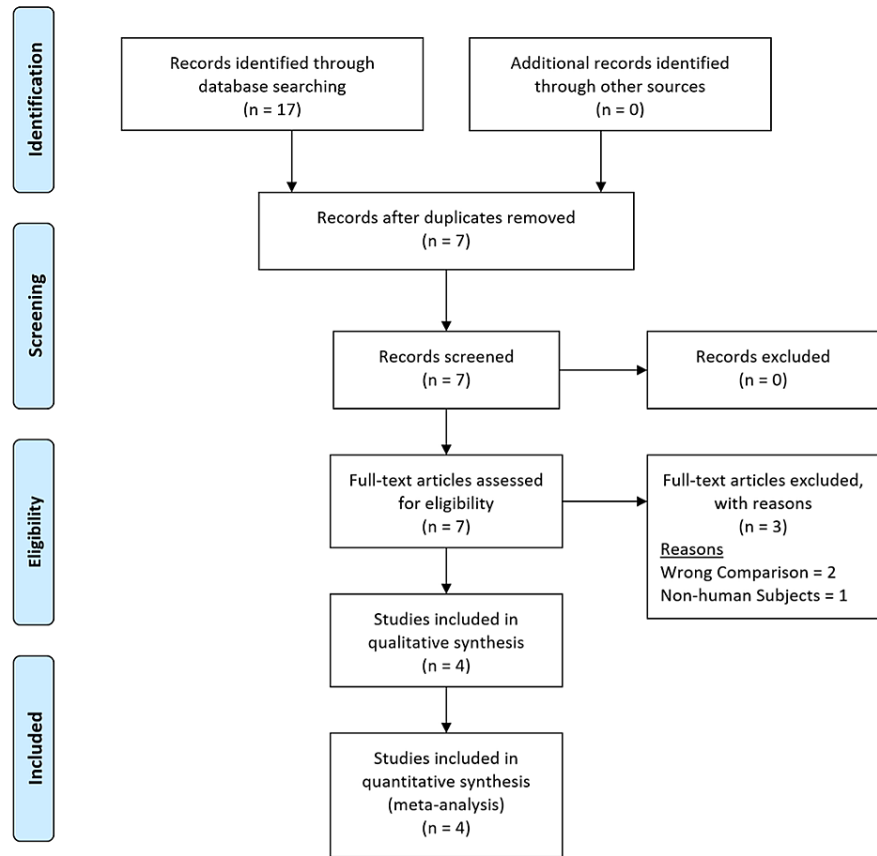 Identification
Records identified through
database searching
(n = 17)
Additional records identified
through other sources
(n = 0)
Records after duplicates removed
(n = 7)
Screening
Records screened
(n = 7)
Records excluded
(n = 0)
Eligibility
Full-text articles assessed
for eligibility
(n = 7)
Full-text articles excluded,
with reasons
(n = 3)
Reasons
Wrong Comparison = 2
Non-human Subjects = 1
Studies included in
qualitative synthesis
(n = 4)
Included
Studies included in
quantitative synthesis
(meta-analysis)
n = 4)